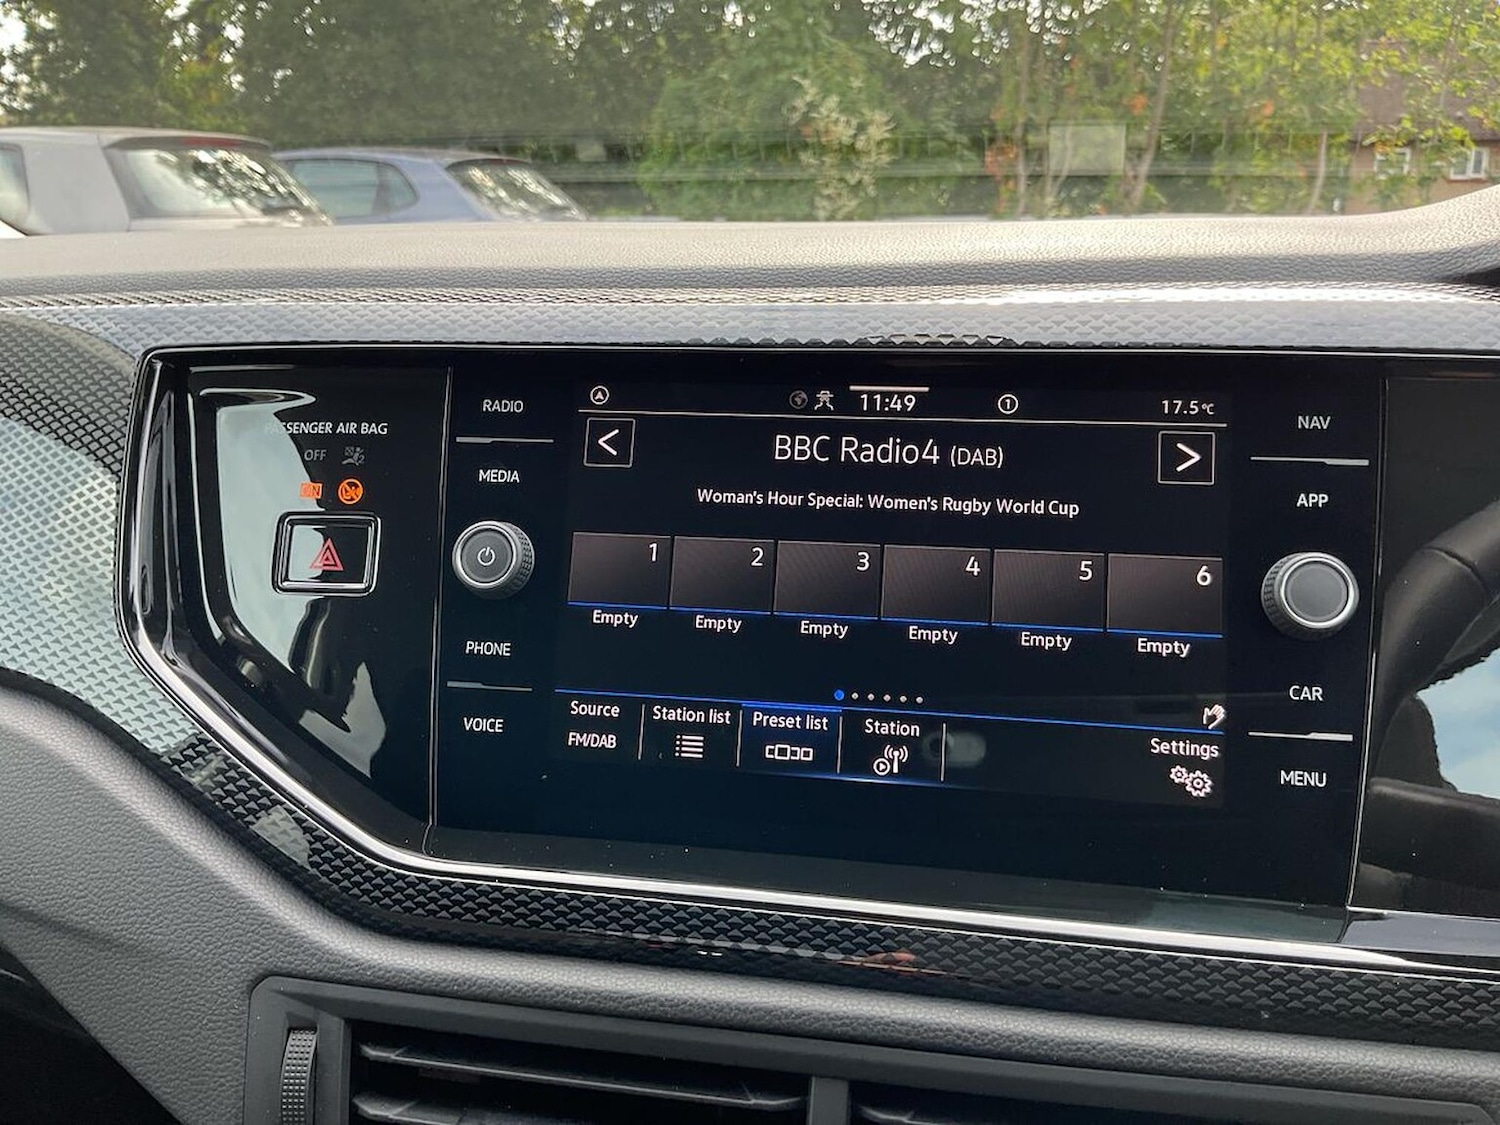 PASSENGER AIR BAG
OFF
ON
RADIO
MEDIA
PHONE
VOICE
11:49
1
17.5°C
BBC Radio4 (DAB)
Woman's Hour Special: Women's Rugby World Cup
1 2 3 4 5 6
Empty Empty Empty Empty Empty Empty
Source Station list Preset list Station Settings
FM/DAB
NAV
APP
CAR
MENU